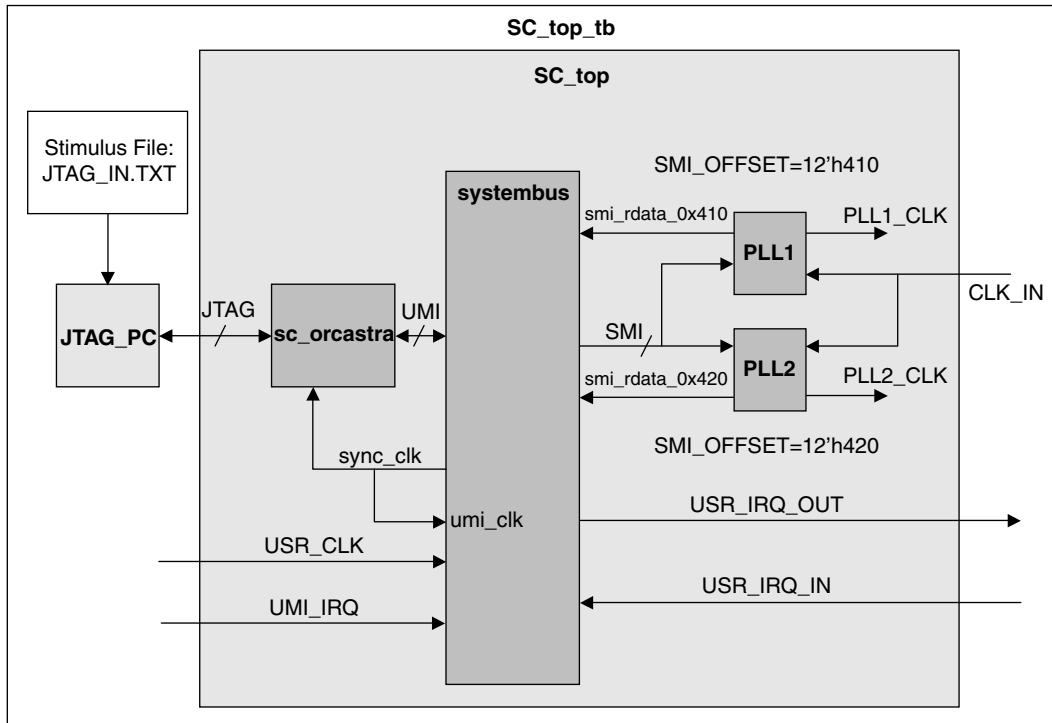 SC_top_tb
SC_top
Stimulus File:
JTAG_IN.TXT
SMI_OFFSET=12'h410
systembus
smi_rdata_0x410
PLL1_CLK
PLL1
CLK_IN
JTAG
UMI
SMI
JTAG_PC
sc_orcastra
PLL2
smi_rdata_0x420
PLL2_CLK
SMI_OFFSET=12'h420
sync_clk
umi_clk
USR_IRQ_OUT
USR_CLK
USR_IRQ_IN
UMI_IRQ